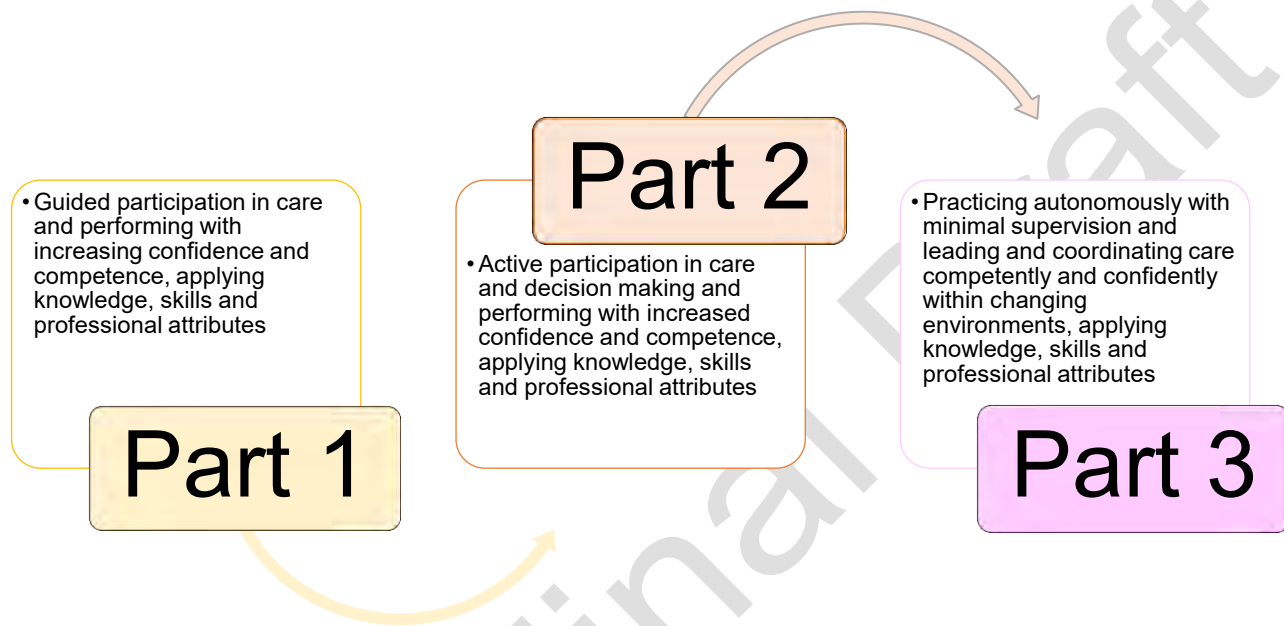 • Guided participation in care
and performing with
increasing confidence and
competence, applying
knowledge, skills and
professional attributes
Part 1
Part 2
• Active participation in care
and decision making and
performing with increased
confidence and competence,
applying knowledge, skills
and professional attributes
• Practicing autonomously with
minimal supervision and
leading and coordinating care
competently and confidently
within changing
environments, applying
knowledge, skills and
professional attributes
Part 3
inal Draft